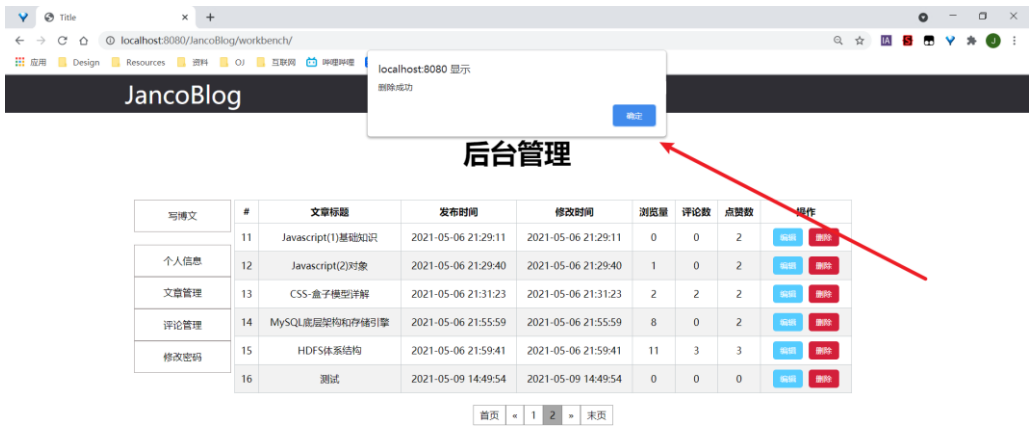 Title
localhost:8080/JancoBlog/workbench/
应用 Design Resources 资料 OJ 互联网 哔哩哔哩
localhost:8080 显示
删除成功
确定
JancoBlog
后台管理
写博文
个人信息
文章管理
评论管理
修改密码
# 文章标题 发布时间 修改时间 浏览量 评论数 点赞数 操作
11 Javascript(1)基础知识 2021-05-06 21:29:11 2021-05-06 21:29:11 0 0 2 编辑 删除
12 Javascript(2)对象 2021-05-06 21:29:40 2021-05-06 21:29:40 1 0 2 编辑 删除
13 CSS-盒子模型详解 2021-05-06 21:31:23 2021-05-06 21:31:23 2 2 2 编辑 删除
14 MySQL底层架构和存储引擎 2021-05-06 21:55:59 2021-05-06 21:55:59 8 0 2 编辑 删除
15 HDFS体系结构 2021-05-06 21:59:41 2021-05-06 21:59:41 11 3 3 编辑 删除
16 测试 2021-05-09 14:49:54 2021-05-09 14:49:54 0 0 0 编辑 删除
首页 « 1 2 » 末页